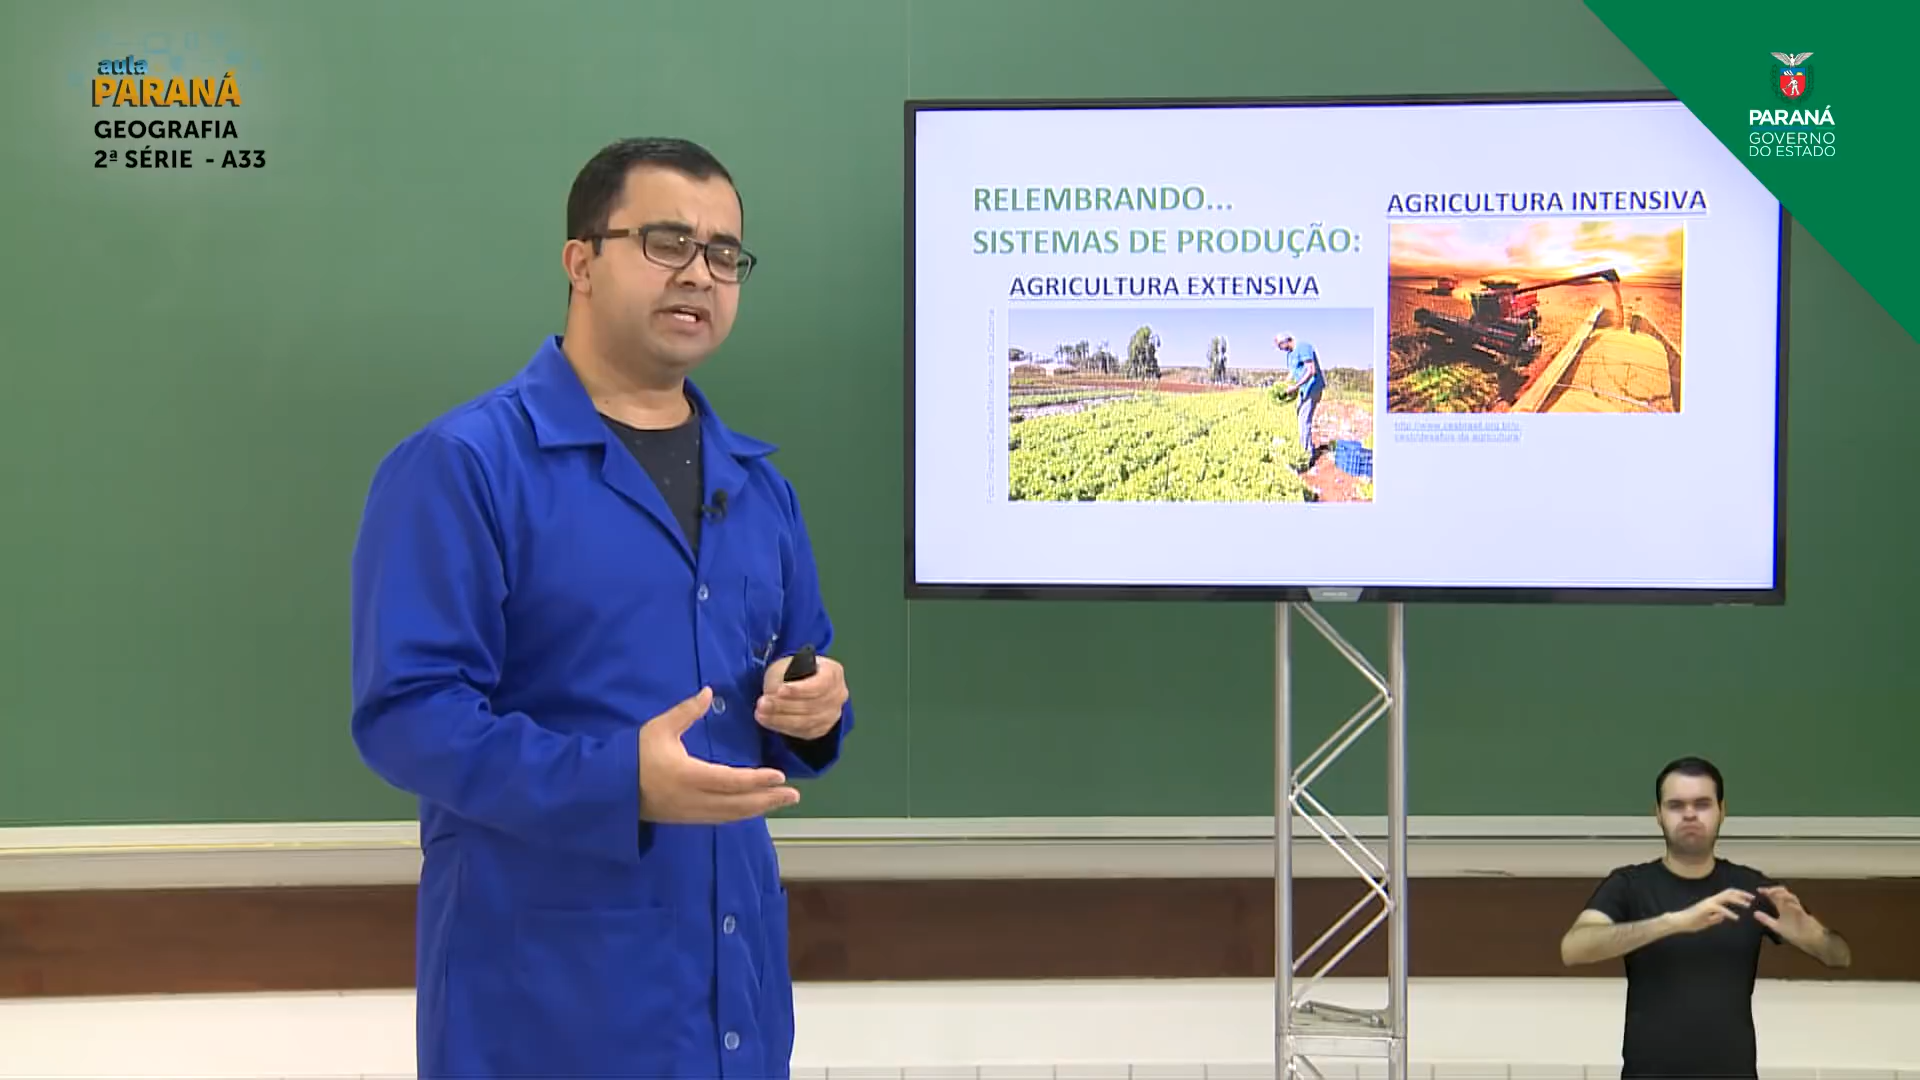 aula
PARANÁ
GEOGRAFIA
2ª SÉRIE - A33
RELEMBRANDO...
SISTEMAS DE PRODUÇÃO:
AGRICULTURA EXTENSIVA
AGRICULTURA INTENSIVA
PARANÁ
GOVERNO
DO ESTADO